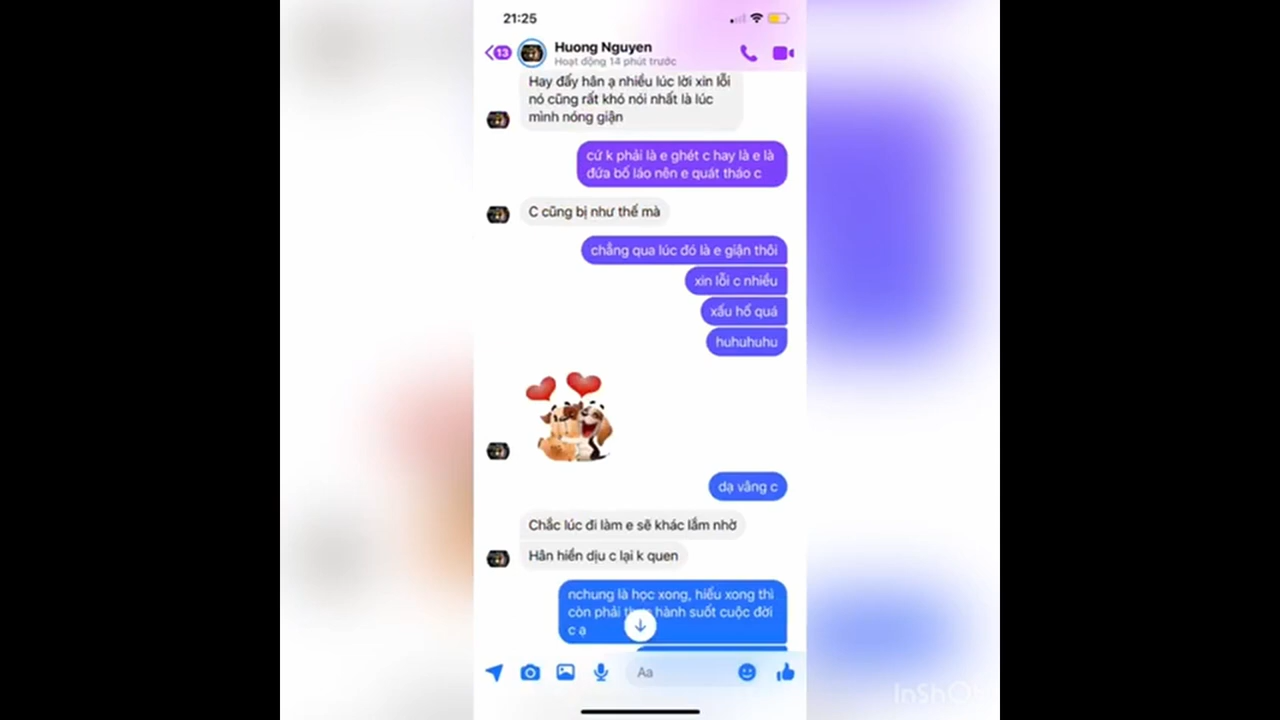 21:25
13
Huong Nguyen
Hoạt động 14 phút trước
Hay đấy hân ạ nhiều lúc lời xin lỗi
nó cũng rất khó nói nhất là lúc
mình nóng giận
cứ k phải là e ghét c hay là e là
đứa bố láo nên e quát tháo c
C cũng bị như thế mà
chẳng qua lúc đó là e giận thôi
xin lỗi c nhiều
xấu hổ quá
huhuhuhu
dạ vâng c
Chắc lúc đi làm e sẽ khác lắm nhờ
Hân hiền dịu c lại k quen
nchung là học xong, hiểu xong thì
còn phải hành suốt cuộc đời
c ạ
Aa
InShOt